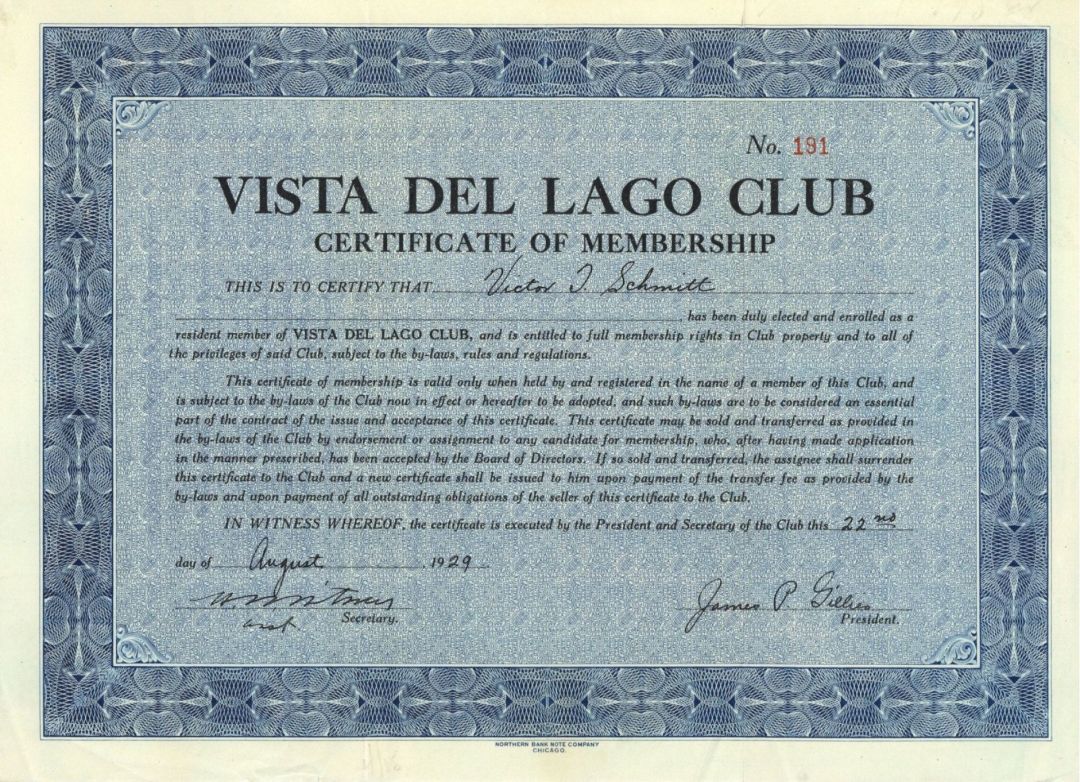 No. 191
VISTA DEL LAGO CLUB
CERTIFICATE OF MEMBERSHIP
THIS IS TO CERTIFY THAT Victor J. Schmitt
has been duly elected and enrolled as a
resident member of VISTA DEL LAGO CLUB, and is entitled to full membership rights in Club property and to all of
the privileges of said Club, subject to the by-laws, rules and regulations.
This certificate of membership is valid only when held by and registered in the name of a member of this Club, and
is subject to the by-laws of the Club now in effect or hereafter to be adopted, and such by-laws are to be considered an essential
part of the contract of the issue and acceptance of this certificate. This certificate may be sold and transferred as provided in
the by-laws of the Club by endorsement or assignment to any candidate for membership, who, after having made application
in the manner prescribed, has been accepted by the Board of Directors. If so sold and transferred, the assignee shall surrender
this certificate to the Club and a new certificate shall be issued to him upon payment of the transfer fee as provided by the
by-laws and upon payment of all outstanding obligations of the seller of this certificate to the Club.
IN WITNESS WHEREOF, the certificate is executed by the President and Secretary of the Club this 22nd
day of August 1929
James P. Gillies
Secretary. President.
NORTHERN BANK NOTE COMPANY
CHICAGO.